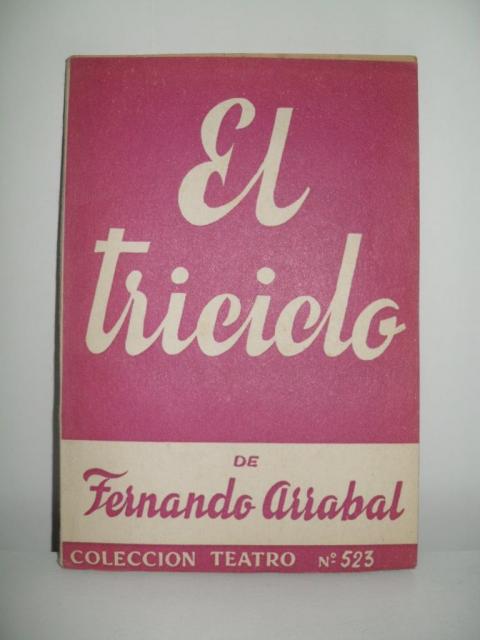 El
triciclo
DE
Fernando Arrabal
COLECCION TEATRO Nº 523